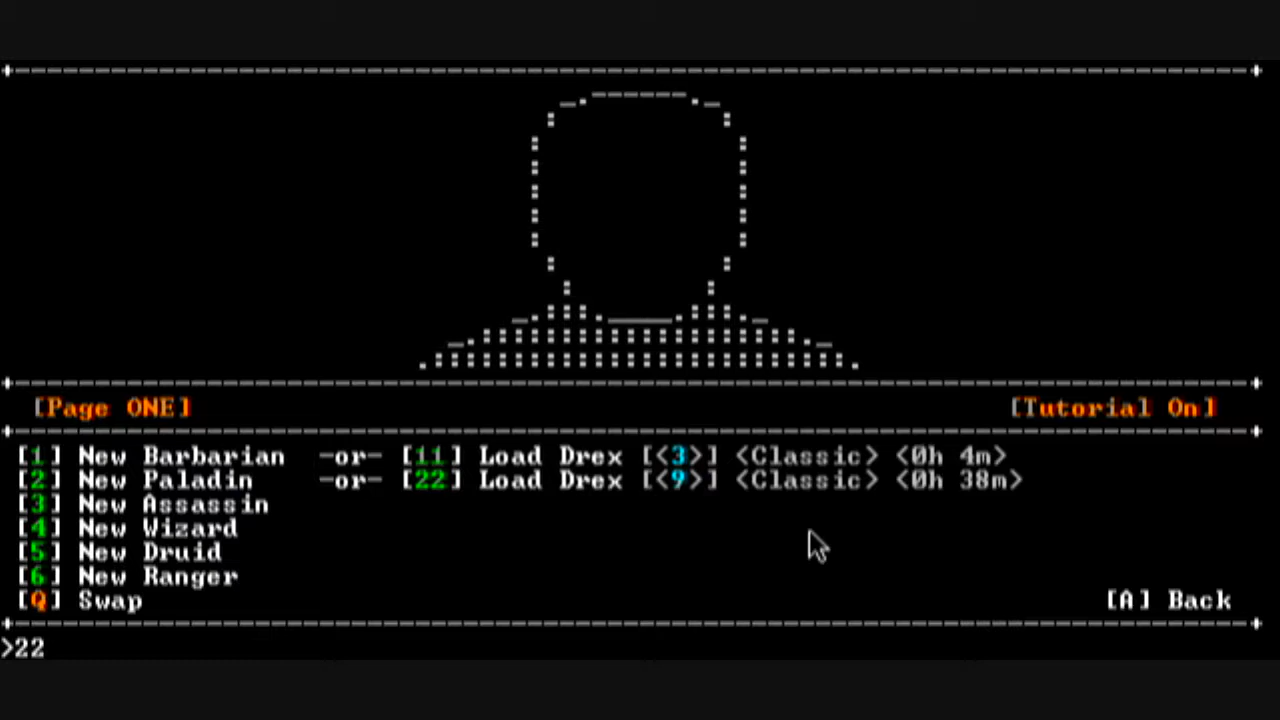 [Page ONE]
[Tutorial On]
[1] New Barbarian -or- [11] Load Drex [<3>] <Classic> <0h 4m>
[2] New Paladin -or- [22] Load Drex [<9>] <Classic> <0h 38m>
[3] New Assassin
[4] New Wizard
[5] New Druid
[6] New Ranger
[Q] Swap
[A] Back
>22